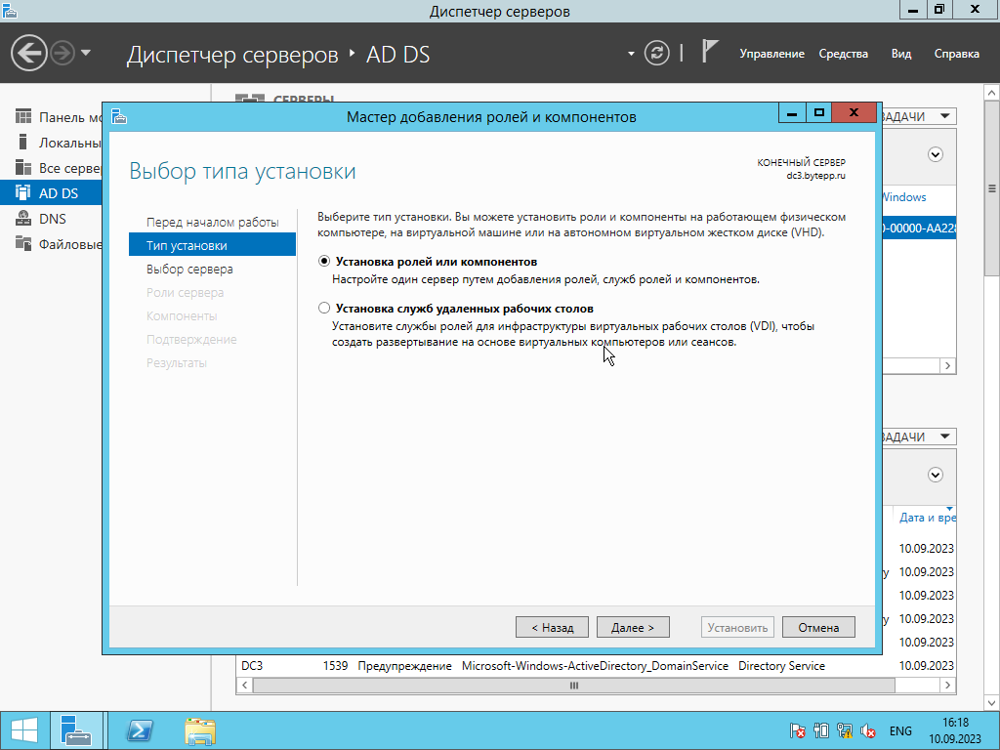 Диспетчер серверов
Диспетчер серверов ‣ AD DS
Управление Средства Вид Справка
СЕРВЕРЫ
Панель
Локальны
Все серве
AD DS
DNS
Файловые
ЗАДАЧИ
Windows
0-00000-AA228
Мастер добавления ролей и компонентов
Выбор типа установки
КОНЕЧНЫЙ СЕРВЕР
dc3.bytepp.ru
Перед началом работы
Тип установки
Выбор сервера
Роли сервера
Компоненты
Подтверждение
Результаты
Выберите тип установки. Вы можете установить роли и компоненты на работающем физическом
компьютере, на виртуальной машине или на автономном виртуальном жестком диске (VHD).
Установка ролей или компонентов
Настройте один сервер путем добавления ролей, служб ролей и компонентов.
Установка служб удаленных рабочих столов
Установите службы ролей для инфраструктуры виртуальных рабочих столов (VDI), чтобы
создать развертывание на основе виртуальных компьютеров или сеансов.
< Назад Далее > Установить Отмена
ЗАДАЧИ
Дата и вре
10.09.2023
y 10.09.2023
10.09.2023
y 10.09.2023
10.09.2023
DC3 1539 Предупреждение Microsoft-Windows-ActiveDirectory_DomainService Directory Service 10.09.2023
ENG
16:18
10.09.2023